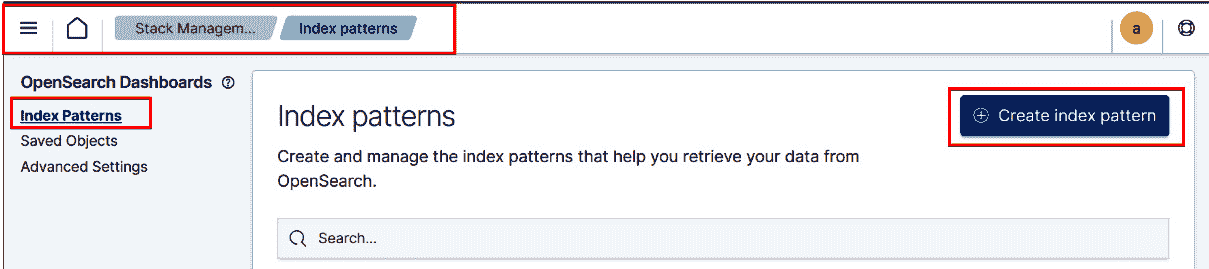 Stack Managem... Index patterns a
OpenSearch Dashboards
Index Patterns
Saved Objects
Advanced Settings
Index patterns
Create index pattern
Create and manage the index patterns that help you retrieve your data from
OpenSearch.
Search...